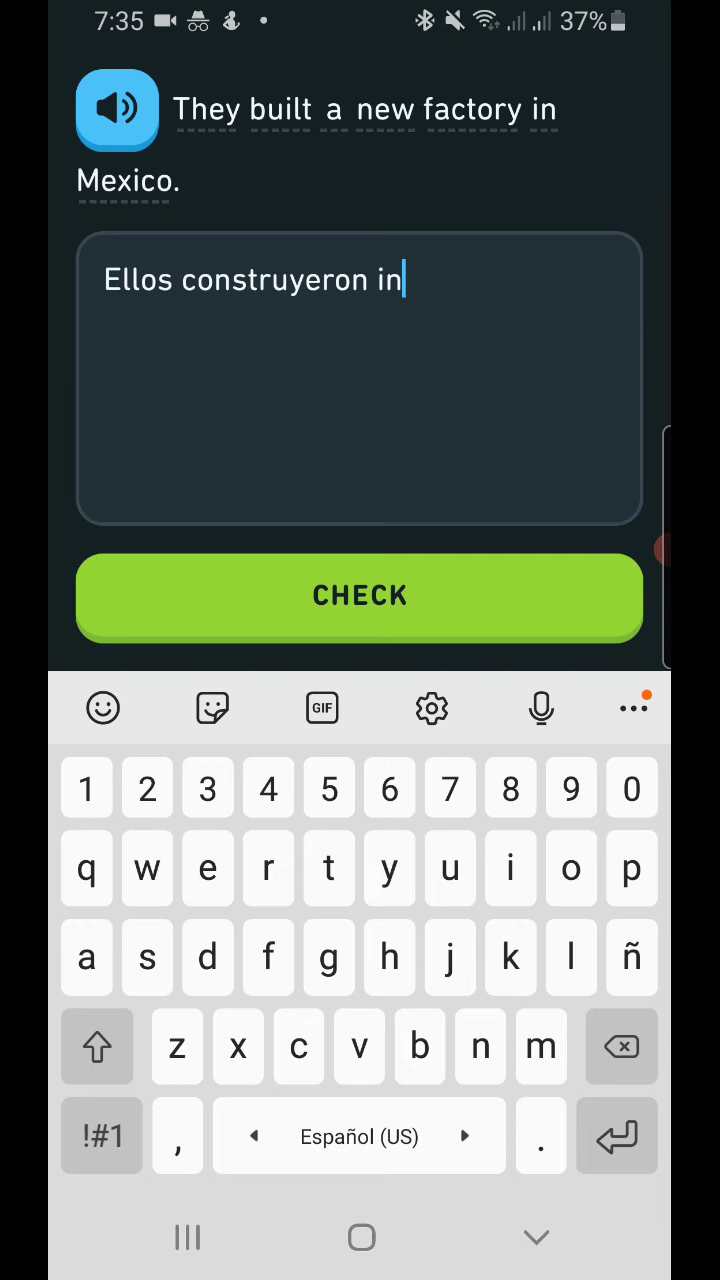 7:35 37%
They built a new factory in
Mexico.
Ellos construyeron in
CHECK
GIF
1 2 3 4 5 6 7 8 9 0
q w e r t y u i o p
a s d f g h j k l ñ
z x c v b n m
!#1 , Español (US) .